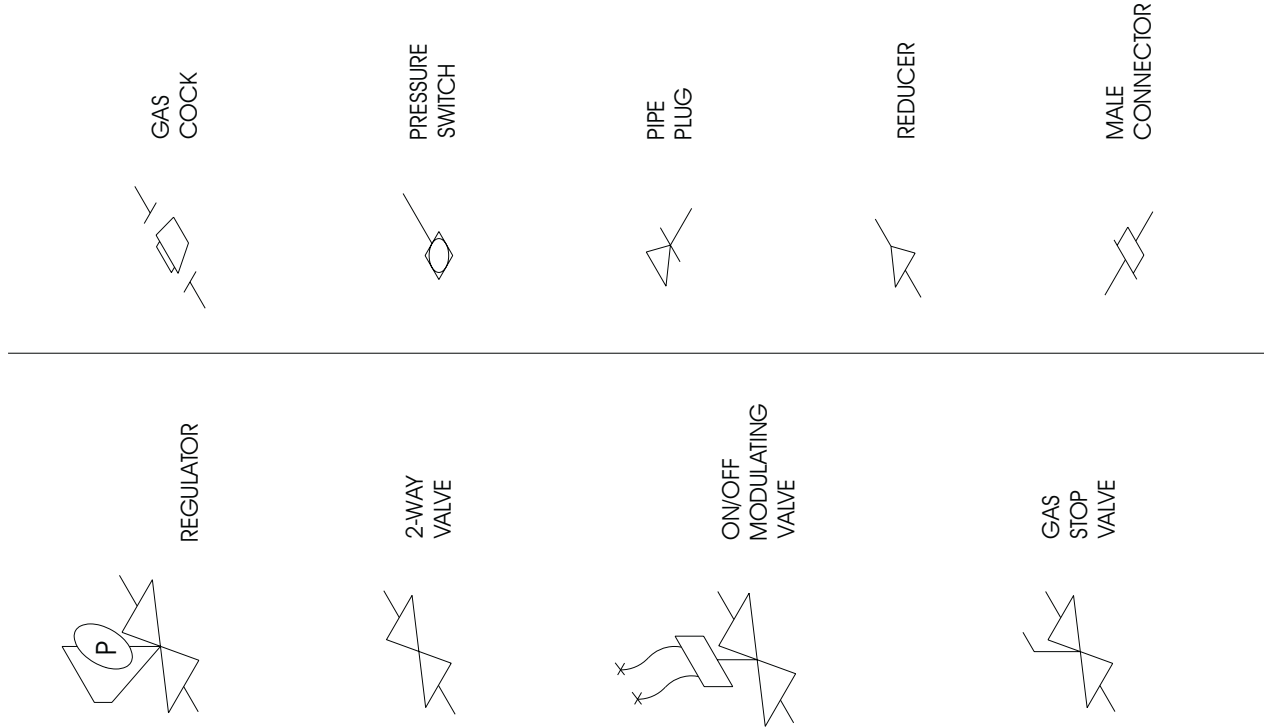 P
REGULATOR
2-WAY
VALVE
ON/OFF
MODULATING
VALVE
GAS
STOP
VALVE
GAS
COCK
PRESSURE
SWITCH
PIPE
PLUG
REDUCER
MALE
CONNECTOR